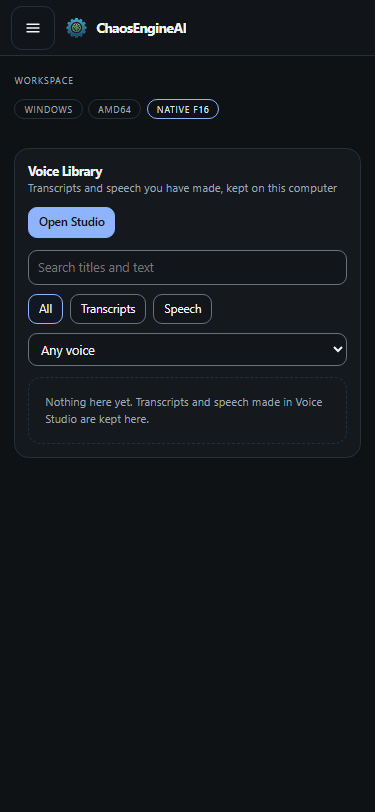 ChaosEngineAI
WORKSPACE
WINDOWS
AMD64
NATIVE F16
Voice Library
Transcripts and speech you have made, kept on this computer
Open Studio
Search titles and text
All
Transcripts
Speech
Any voice
Nothing here yet. Transcripts and speech made in Voice
Studio are kept here.